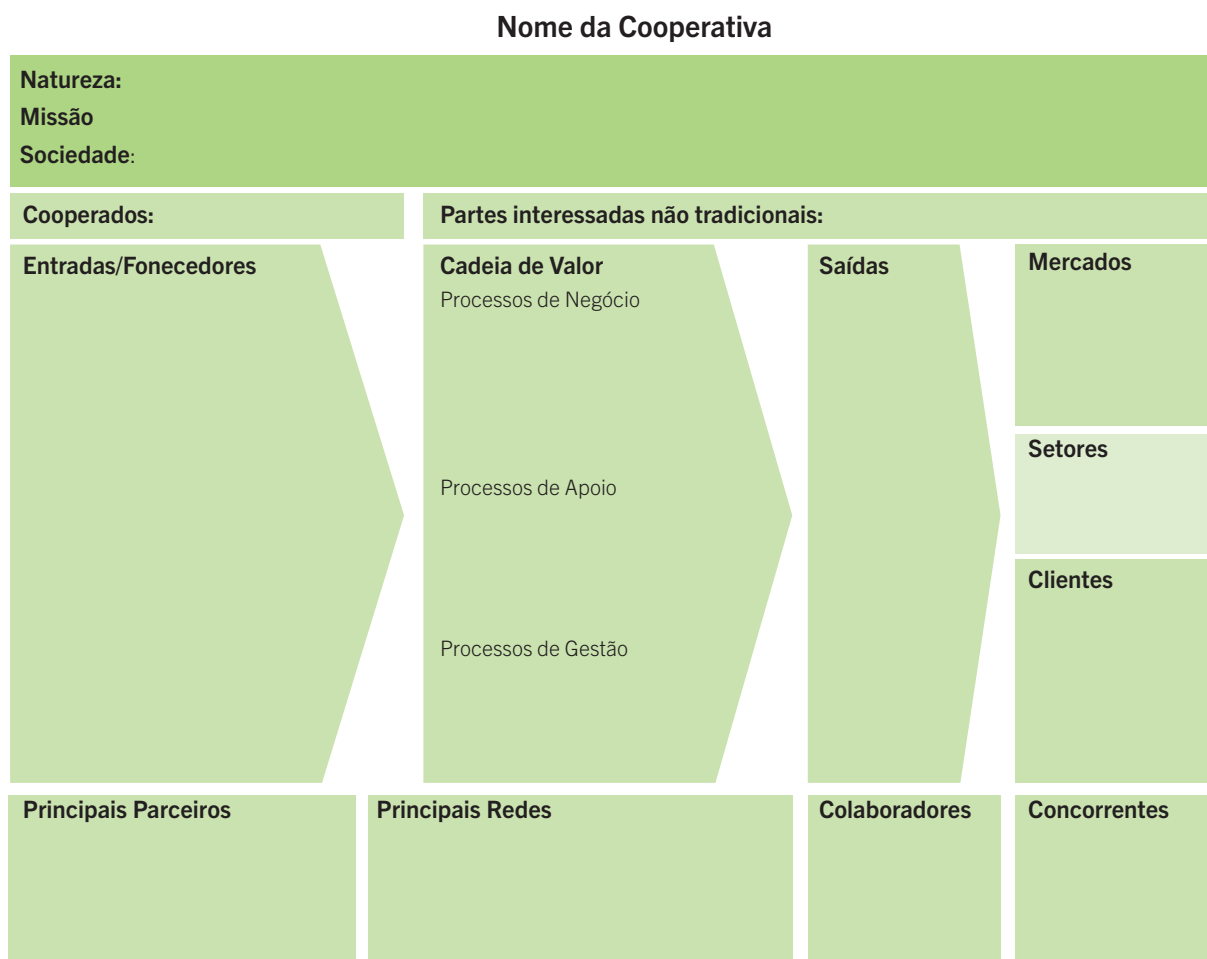 Nome da Cooperativa
Natureza:
Missão
Sociedade:
Cooperados:
Partes interessadas não tradicionais:
Entradas/Fonecedores
Cadeia de Valor
Processos de Negócio
Processos de Apoio
Processos de Gestão
Saídas
Mercados
Setores
Clientes
Principais Parceiros
Principais Redes
Colaboradores
Concorrentes